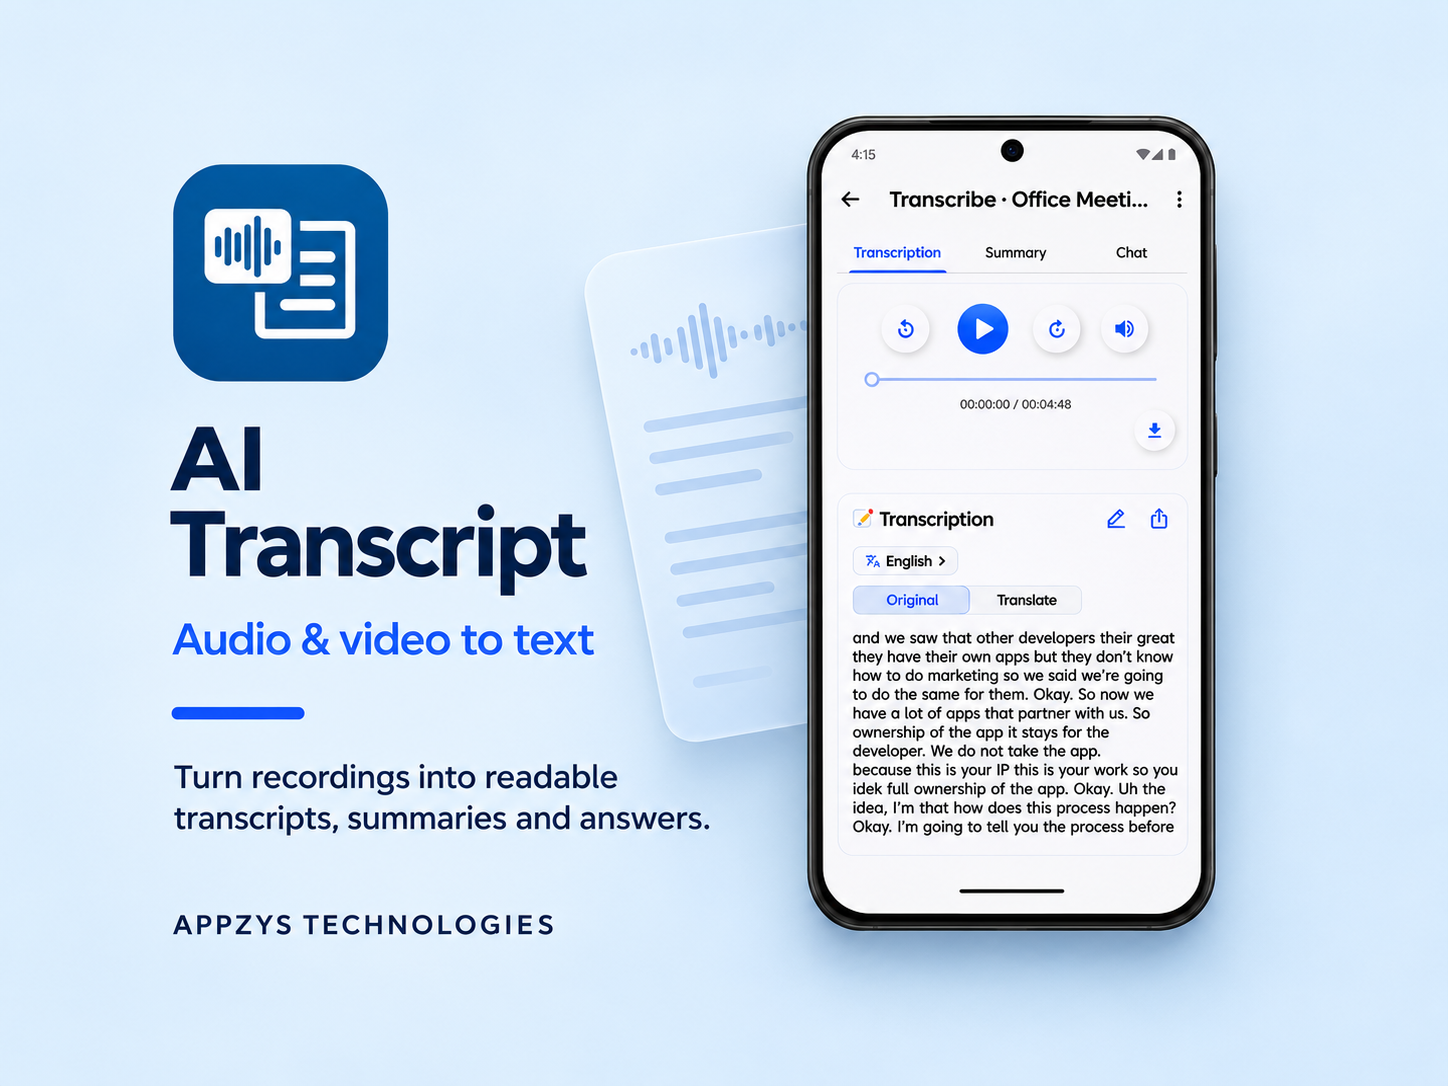 AI
Transcript
Audio & video to text
Turn recordings into readable
transcripts, summaries and answers.
APPZYS TECHNOLOGIES
4:15
Transcribe · Office Meeti...
Transcription
Summary
Chat
00:00:00 / 00:04:48
Transcription
English
Original
Translate
and we saw that other developers their great
they have their own apps but they don't know
how to do marketing so we said we're going
to do the same for them. Okay. So now we
have a lot of apps that partner with us. So
ownership of the app it stays for the
developer. We do not take the app.
because this is your IP this is your work so you
idek full ownership of the app. Okay. Uh the
idea, I'm that how does this process happen?
Okay. I'm going to tell you the process before